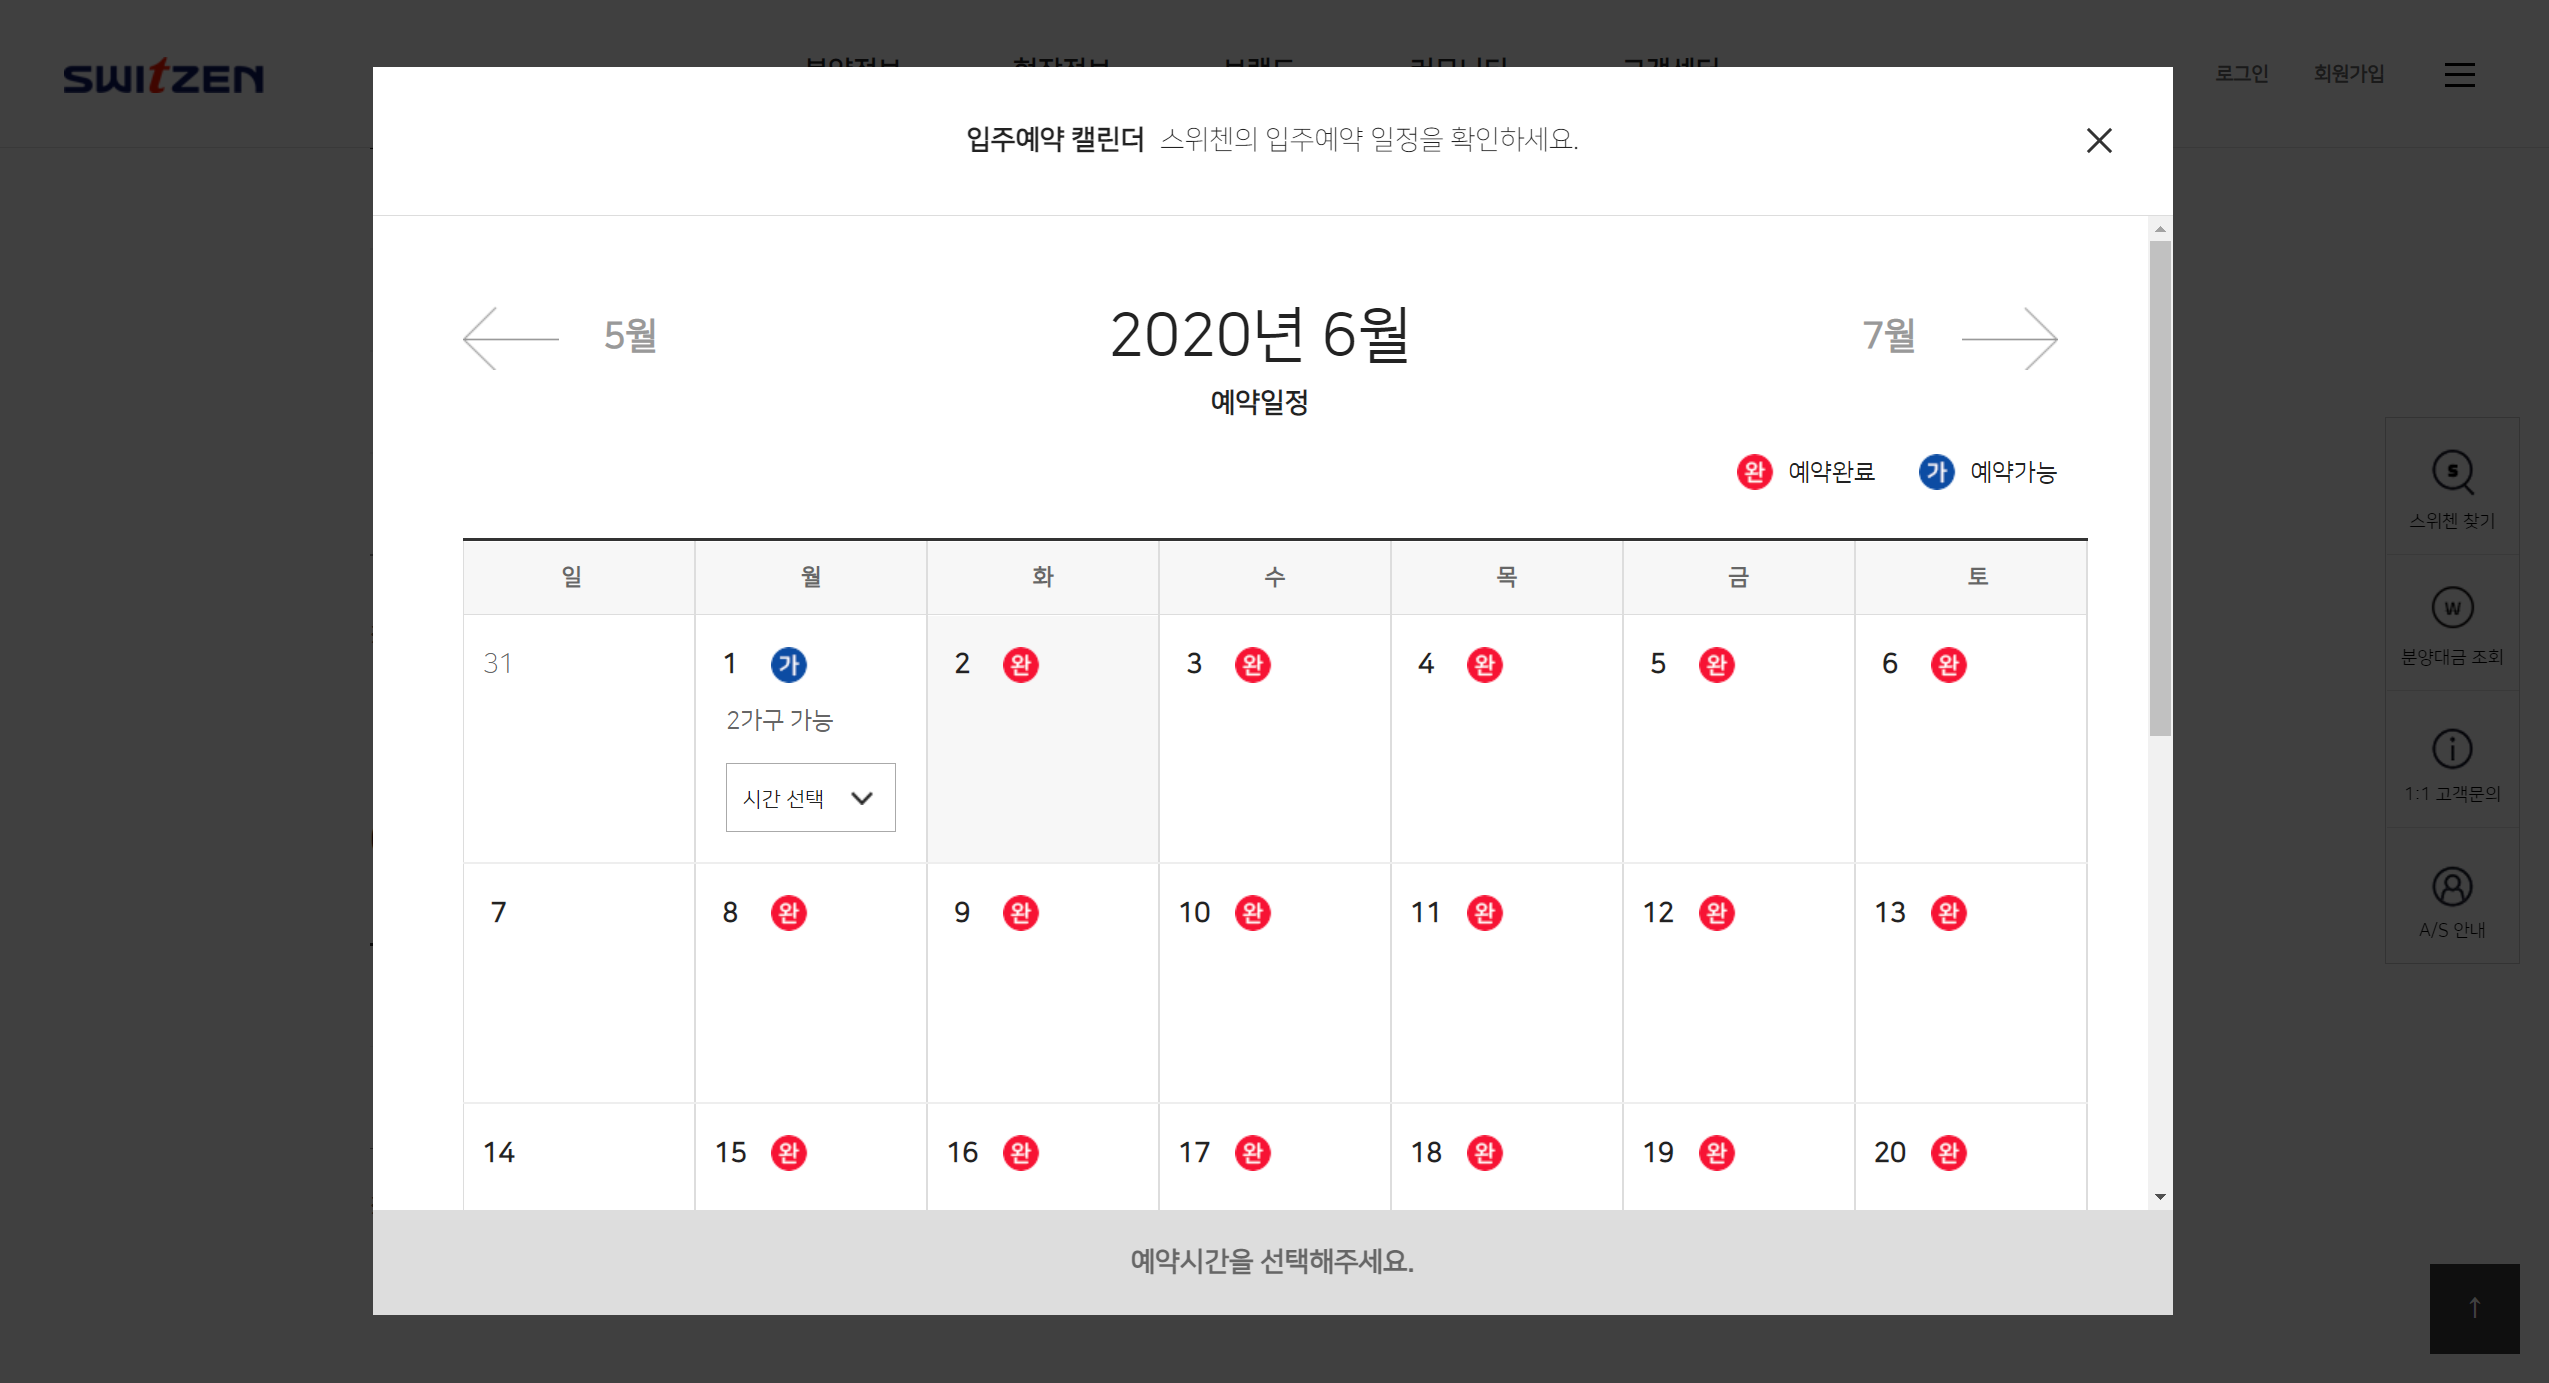 SWITZEN
로그인 회원가입
입주예약 캘린더 스위첸의 입주예약 일정을 확인하세요.
5월 2020년 6월 7월
예약일정
완 예약완료 가 예약가능
일 월 화 수 목 금 토
31 1 가 2 완 3 완 4 완 5 완 6 완
2가구 가능
시간 선택
7 8 완 9 완 10 완 11 완 12 완 13 완
14 15 완 16 완 17 완 18 완 19 완 20 완
예약시간을 선택해주세요.
S
스위첸 찾기
W
분양대금 조회
i
1:1 고객문의
A/S 안내
↑